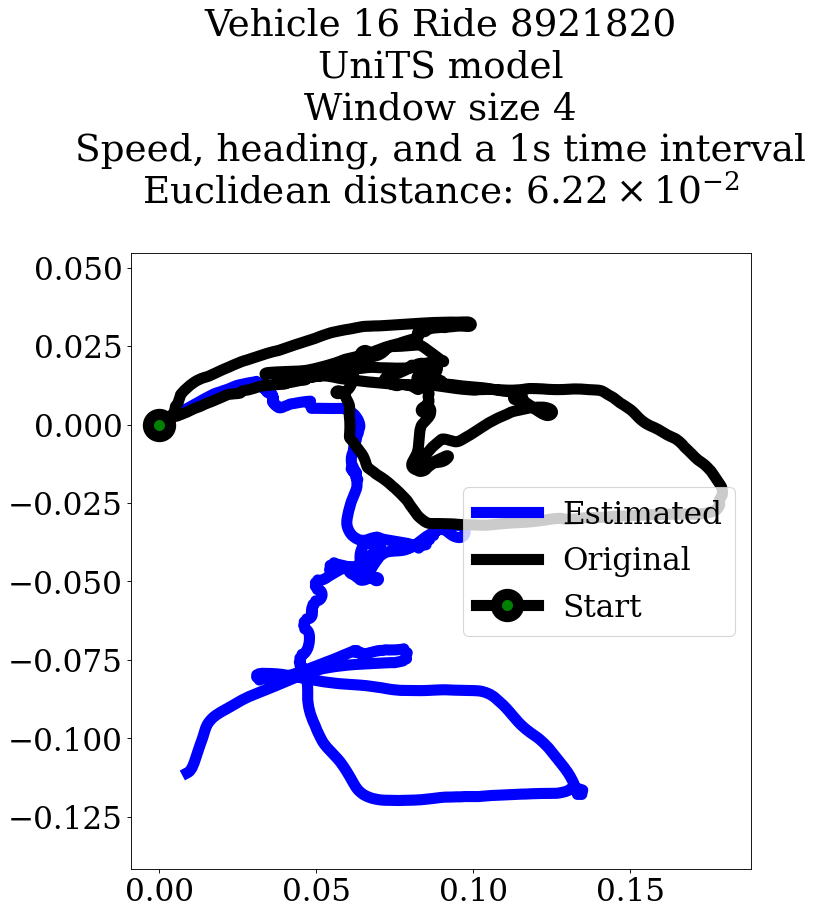 Vehicle 16 Ride 8921820
UniTS model
Window size 4
Speed, heading, and a 1s time interval
Euclidean distance: 6.22 × 10⁻²
0.050
0.025
0.000
−0.025
−0.050
−0.075
−0.100
−0.125
Estimated
Original
Start
0.00 0.05 0.10 0.15